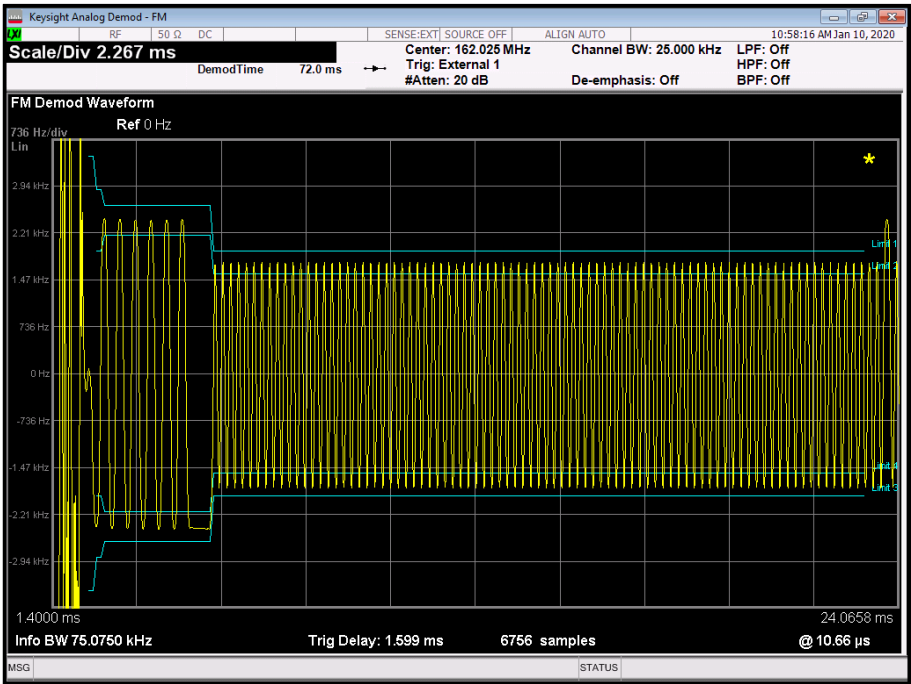 Keysight Analog Demod - FM
LXI RF 50 Ω DC SENSE:EXT SOURCE OFF ALIGN AUTO 10:58:16 AM Jan 10, 2020
Scale/Div 2.267 ms
Center: 162.025 MHz Channel BW: 25.000 kHz LPF: Off
DemodTime 72.0 ms Trig: External 1 HPF: Off
#Atten: 20 dB De-emphasis: Off BPF: Off
FM Demod Waveform
736 Hz/div Ref 0 Hz
Lin
*
2.94 kHz
2.21 kHz
Limit 1
Limit 2
1.47 kHz
736 Hz
0 Hz
-736 Hz
-1.47 kHz
Limit 4
Limit 3
-2.21 kHz
-2.94 kHz
1.4000 ms 24.0658 ms
Info BW 75.0750 kHz Trig Delay: 1.599 ms 6756 samples @ 10.66 µs
MSG STATUS